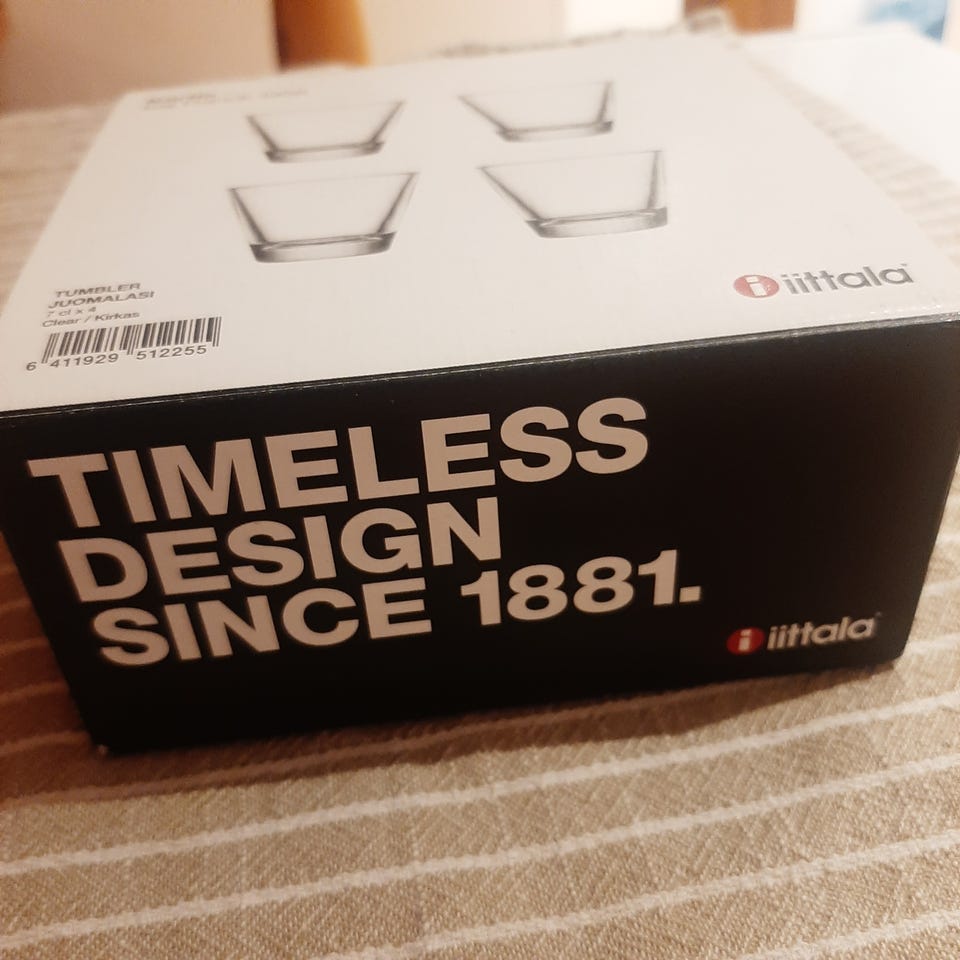 TUMBLER
JUOMALASI
7 cl x 4
Clear / Kirkas
6 411929 512255
iittala
TIMELESS
DESIGN
SINCE 1881.
iittala